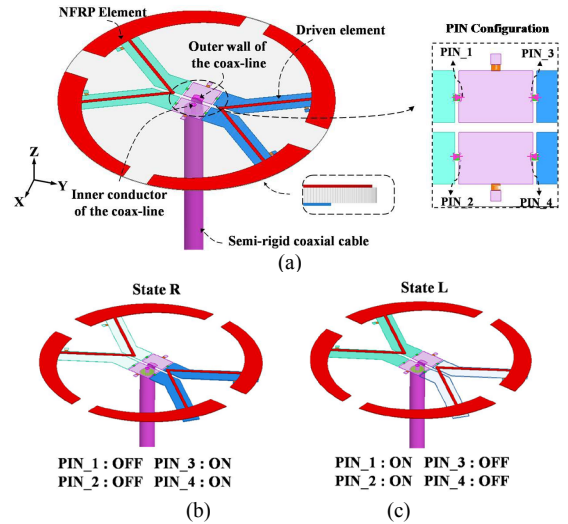 NFRP Element
Outer wall of
the coax-line
Driven element
PIN Configuration
PIN_1
PIN_3
PIN_2
PIN_4
Z
Y
X
Inner conductor
of the coax-line
Semi-rigid coaxial cable
(a)
State R
PIN_1 : OFF PIN_3 : ON
PIN_2 : OFF PIN_4 : ON
(b)
State L
PIN_1 : ON PIN_3 : OFF
PIN_2 : ON PIN_4 : OFF
(c)